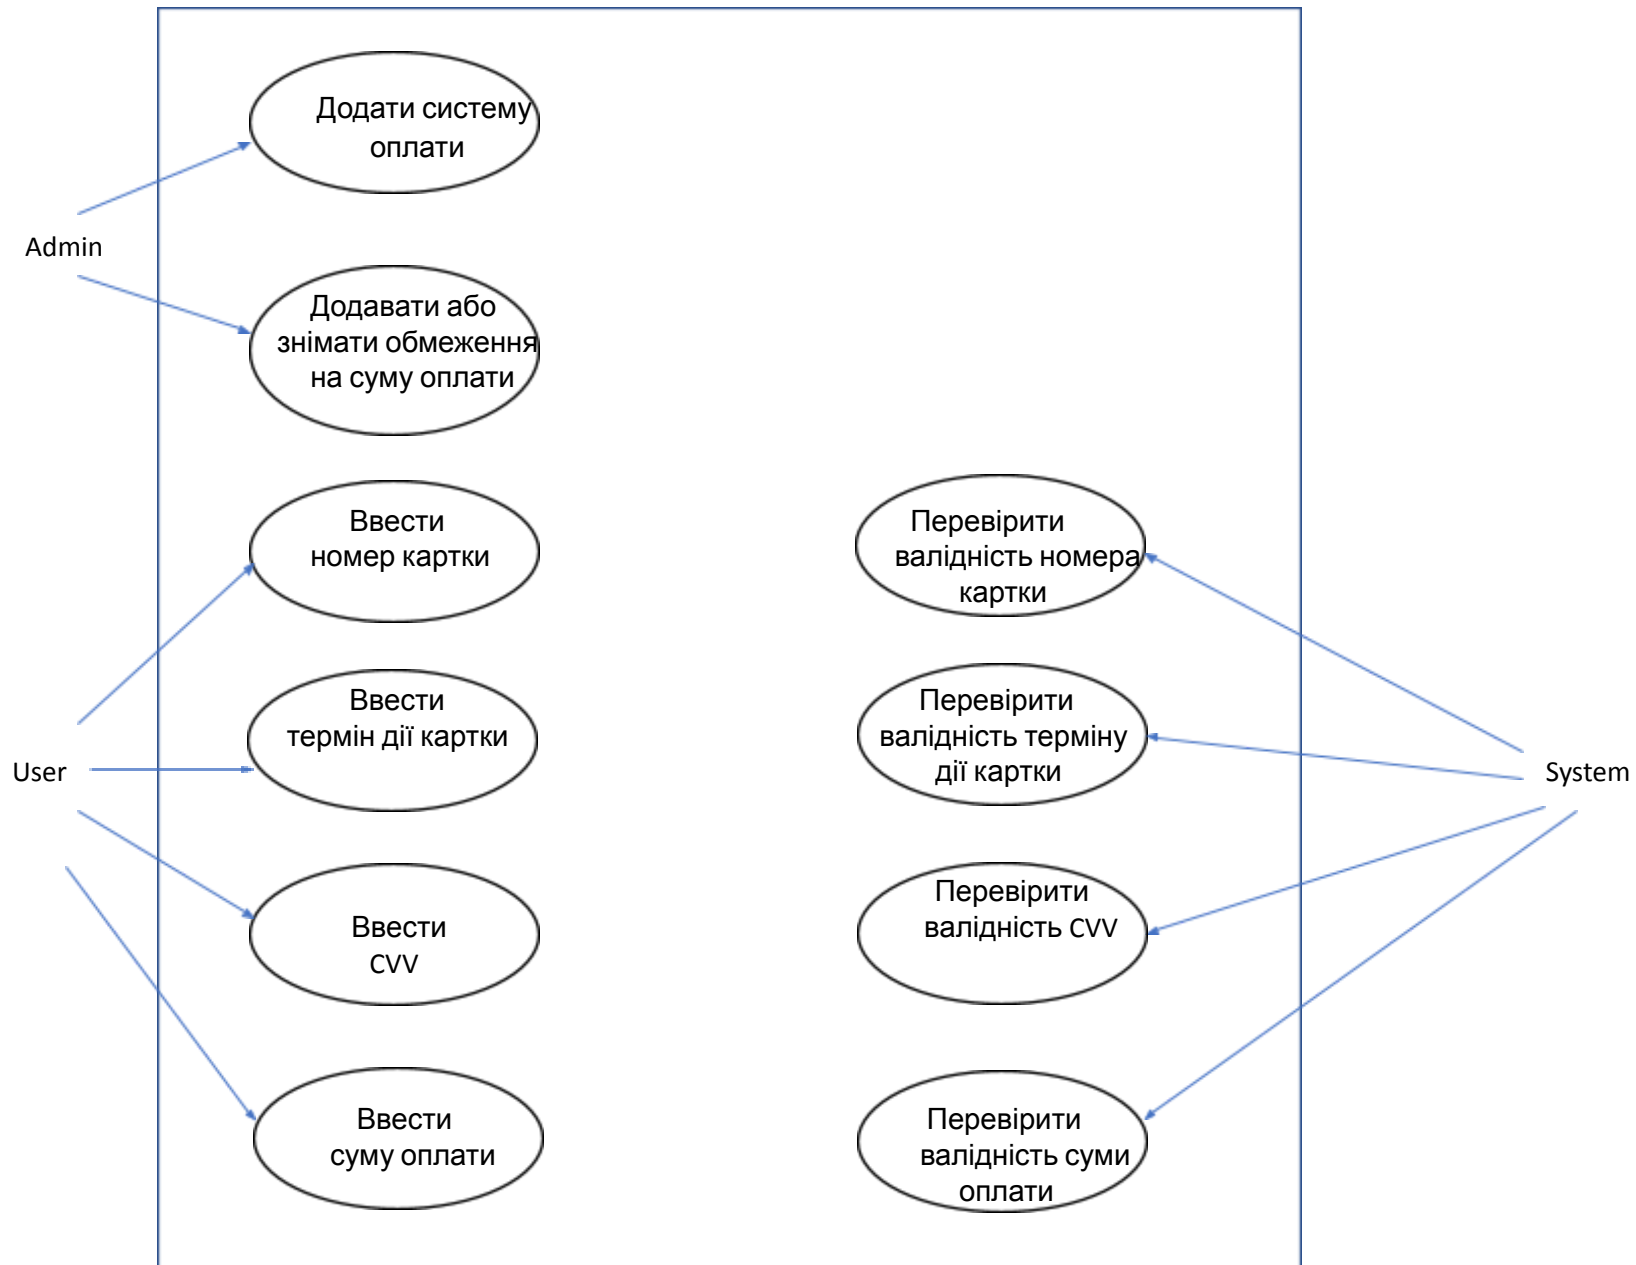 Додати систему
оплати
Admin
Додавати або
знімати обмеження
на суму оплати
Ввести
номер картки
Перевірити
валідність номера
картки
Ввести
термін дії картки
Перевірити
валідність терміну
дії картки
User
System
Ввести
CVV
Перевірити
валідність CVV
Ввести
суму оплати
Перевірити
валідність суми
оплати